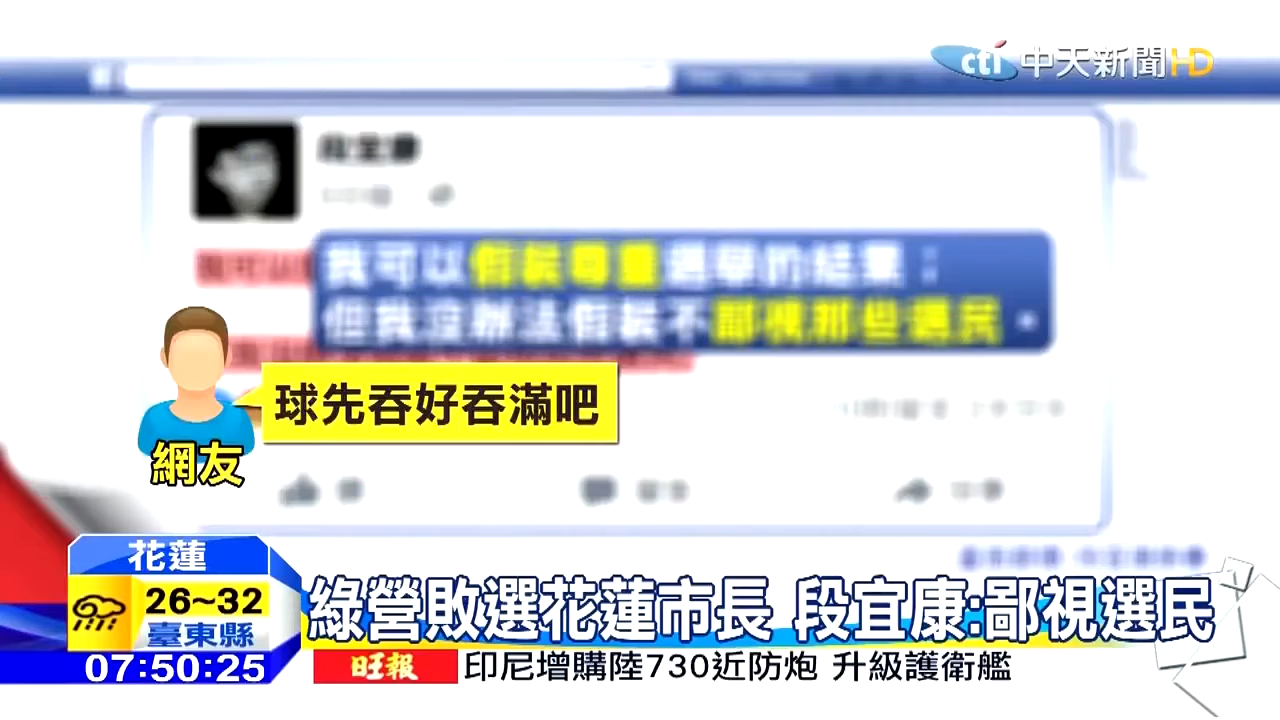 cti 中天新聞HD
我可以假裝尊重選舉的結果；
但我沒辦法假裝不鄙視那些選民。
球先吞好吞滿吧
網友
花蓮
26~32
臺東縣
07:50:25
綠營敗選花蓮市長 段宜康:鄙視選民
旺報
印尼增購陸730近防炮 升級護衛艦